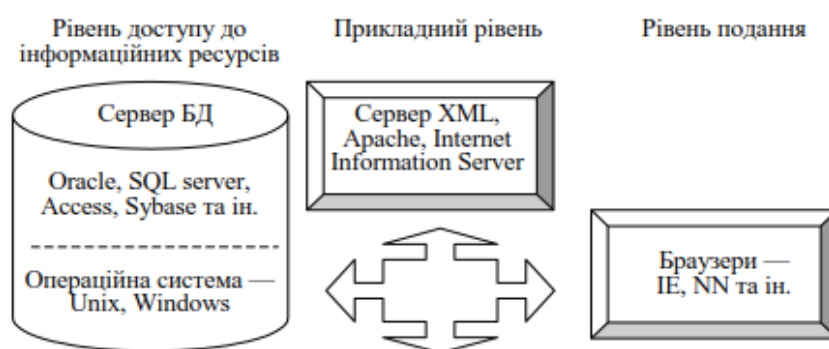 Рівень доступу до
інформаційних ресурсів
Прикладний рівень
Рівень подання
Сервер БД
Oracle, SQL server,
Access, Sybase та ін.
Операційна система —
Unix, Windows
Сервер XML,
Apache, Internet
Information Server
Браузери —
IE, NN та ін.